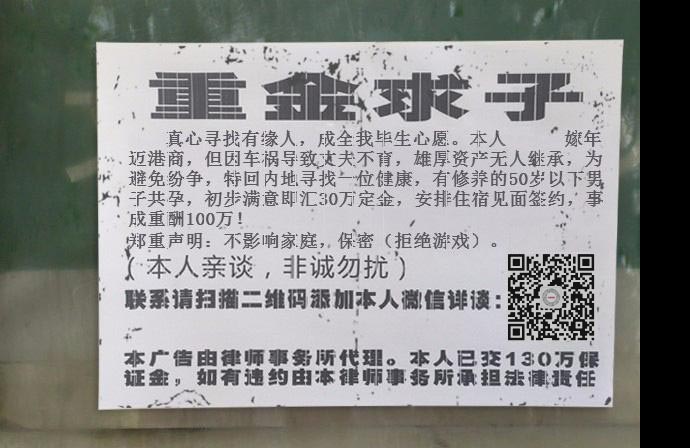 重金求子
真心寻找有缘人，成全我毕生心愿。本人 嫁年
迈港商，但因车祸导致丈夫不育，雄厚资产无人继承，为
避免纷争，特回内地寻找一位健康，有修养的50岁以下男
子共孕，初步满意即汇30万定金，安排住宿见面签约，事
成重酬100万！
郑重声明：不影响家庭，保密（拒绝游戏）。
（本人亲谈，非诚勿扰）
联系请扫描二维码添加本人微信详谈：
本广告由律师事务所代理。本人已交130万保
证金，如有违约由本律师事务所承担法律责任